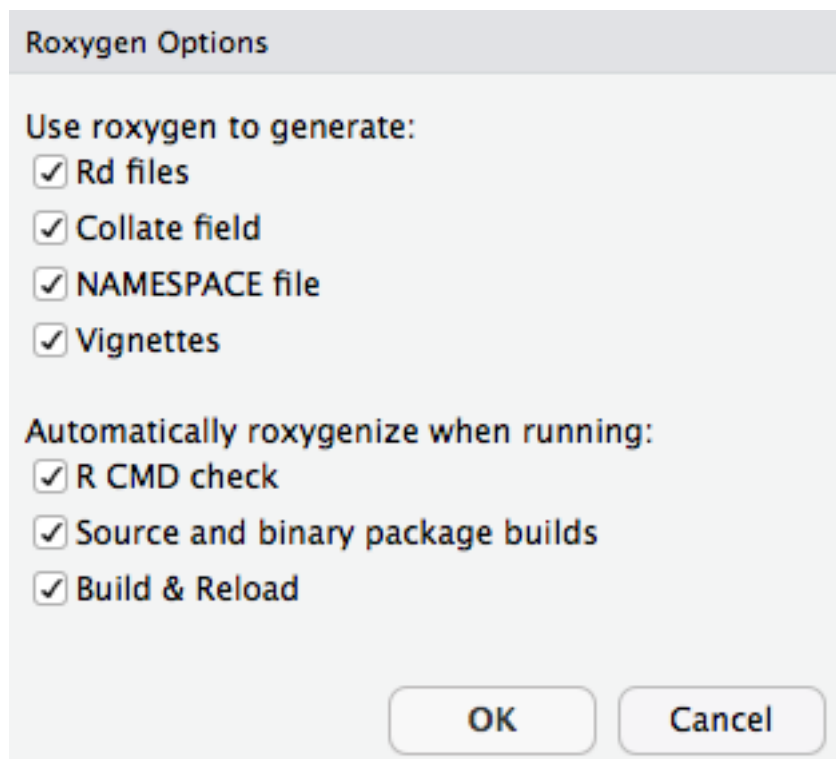 Roxygen Options
Use roxygen to generate:
Rd files
Collate field
NAMESPACE file
Vignettes
Automatically roxygenize when running:
R CMD check
Source and binary package builds
Build & Reload
OK Cancel